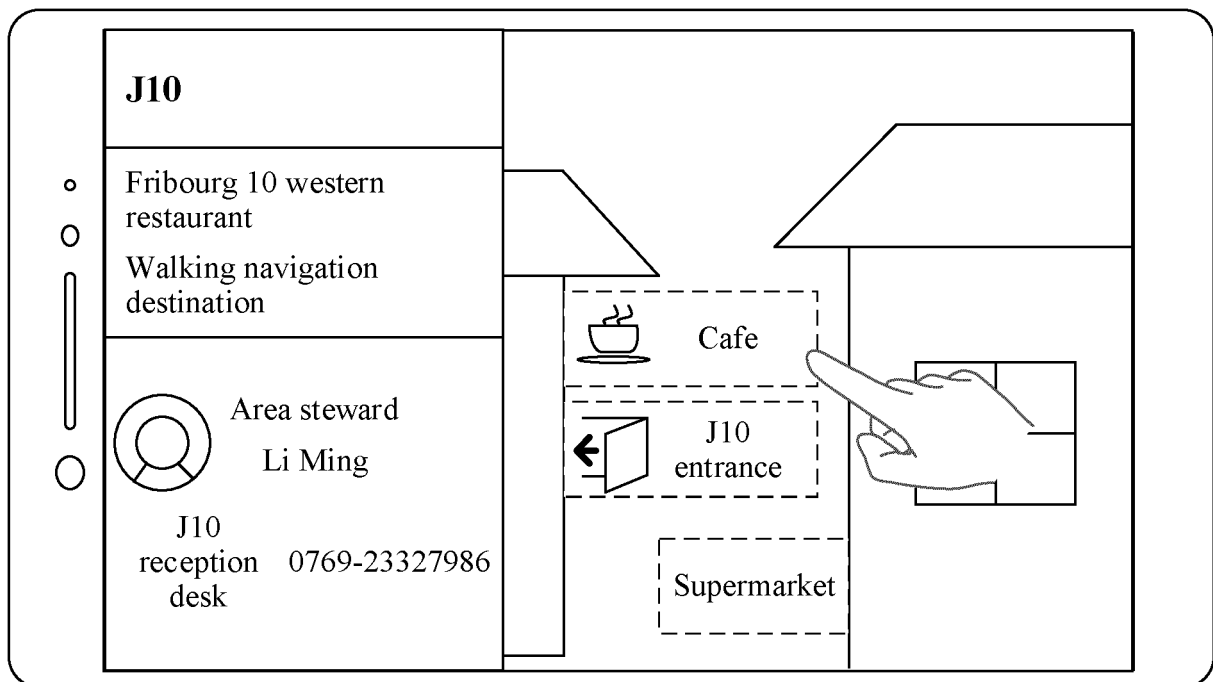 J10
Fribourg 10 western
restaurant
Walking navigation
destination
Area steward
Li Ming
J10
reception
desk
0769-23327986
Cafe
J10
entrance
Supermarket